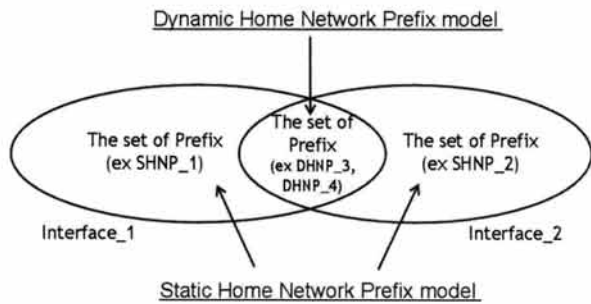 Dynamic Home Network Prefix model
The set of Prefix
(ex SHNP_1)
The set of
Prefix
(ex DHNP_3,
DHNP_4)
The set of Prefix
(ex SHNP_2)
Interface_1
Interface_2
Static Home Network Prefix model